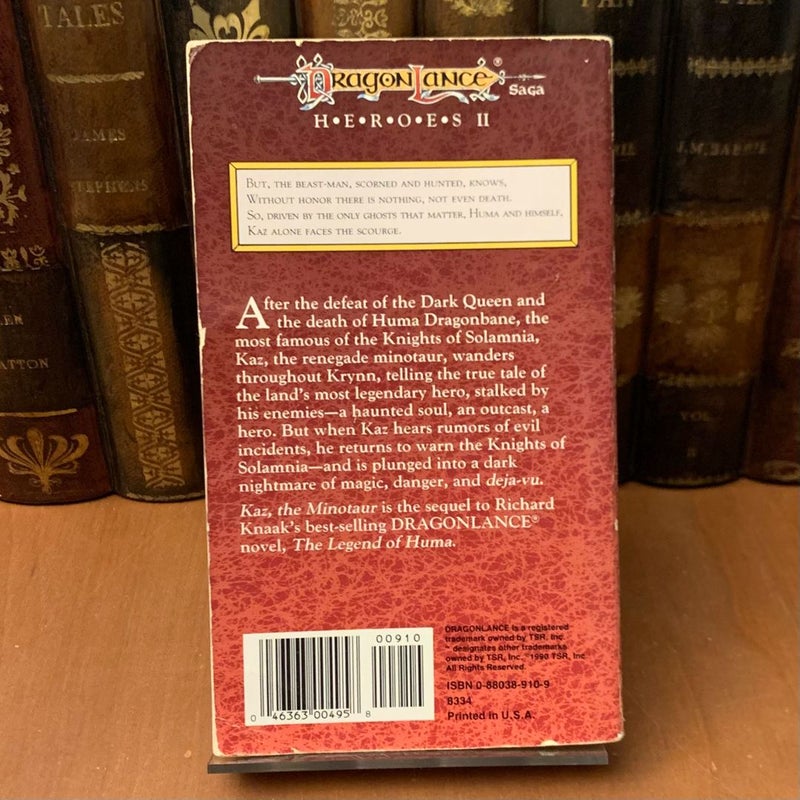 TALES
JAMES
STEPHENS
J.M. BARRIE
VOL.
DRAGONLANCE®
SAGA
H•E•R•O•E•S II
BUT, THE BEAST-MAN, SCORNED AND HUNTED, KNOWS,
WITHOUT HONOR THERE IS NOTHING, NOT EVEN DEATH.
SO, DRIVEN BY THE ONLY GHOSTS THAT MATTER, HUMA AND HIMSELF,
KAZ ALONE FACES THE SCOURGE.
After the defeat of the Dark Queen and
the death of Huma Dragonbane, the
most famous of the Knights of Solamnia,
Kaz, the renegade minotaur, wanders
throughout Krynn, telling the true tale of
the land's most legendary hero, stalked by
his enemies—a haunted soul, an outcast, a
hero. But when Kaz hears rumors of evil
incidents, he returns to warn the Knights of
Solamnia—and is plunged into a dark
nightmare of magic, danger, and deja-vu.
Kaz, the Minotaur is the sequel to Richard
Knaak's best-selling DRAGONLANCE®
novel, The Legend of Huma.
00910
0 46363 00495 8
DRAGONLANCE is a registered
trademark owned by TSR, Inc.
™ designates other trademarks
owned by TSR, Inc. ©1990 TSR, Inc.
All Rights Reserved.
ISBN 0-88038-910-9
8334
Printed in U.S.A.